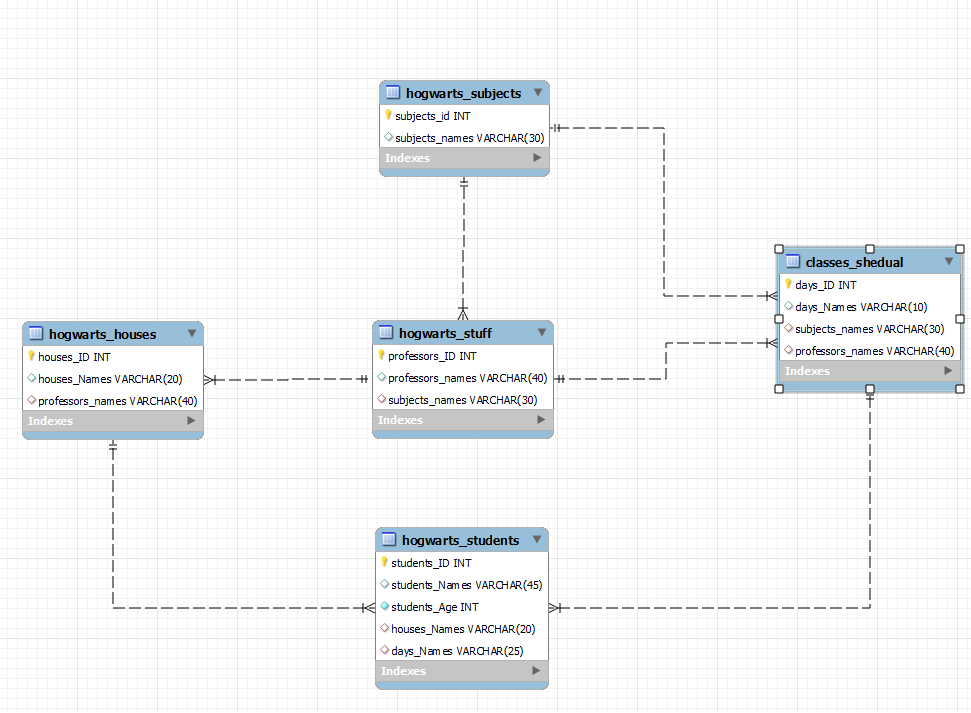 hogwarts_subjects
subjects_id INT
subjects_names VARCHAR(30)
Indexes
classes_shedual
days_ID INT
days_Names VARCHAR(10)
subjects_names VARCHAR(30)
professors_names VARCHAR(40)
Indexes
hogwarts_houses
houses_ID INT
houses_Names VARCHAR(20)
professors_names VARCHAR(40)
Indexes
hogwarts_stuff
professors_ID INT
professors_names VARCHAR(40)
subjects_names VARCHAR(30)
Indexes
hogwarts_students
students_ID INT
students_Names VARCHAR(45)
students_Age INT
houses_Names VARCHAR(20)
days_Names VARCHAR(25)
Indexes